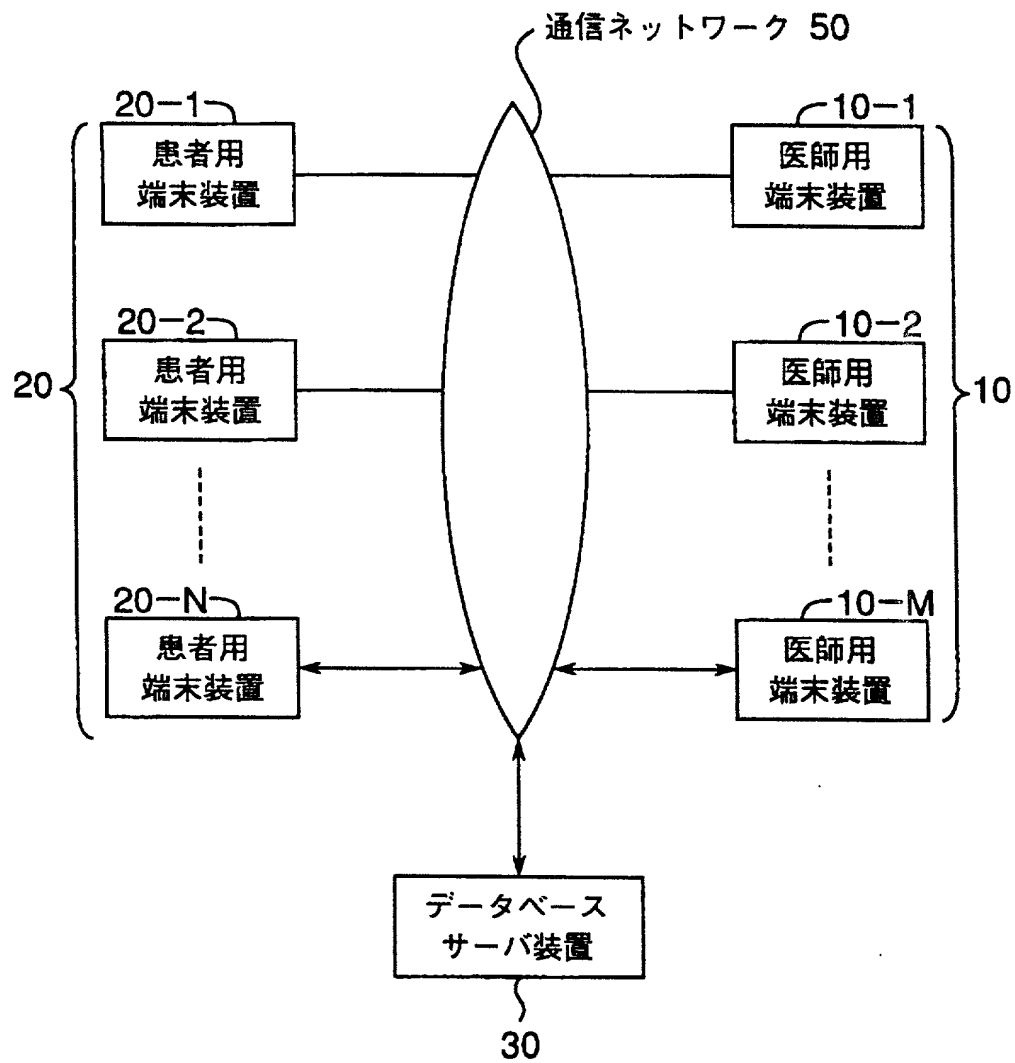 通信ネットワーク 50
20-1
患者用
端末装置
10-1
医師用
端末装置
20-2
患者用
端末装置
10-2
医師用
端末装置
20
10
20-N
患者用
端末装置
10-M
医師用
端末装置
データベース
サーバ装置
30